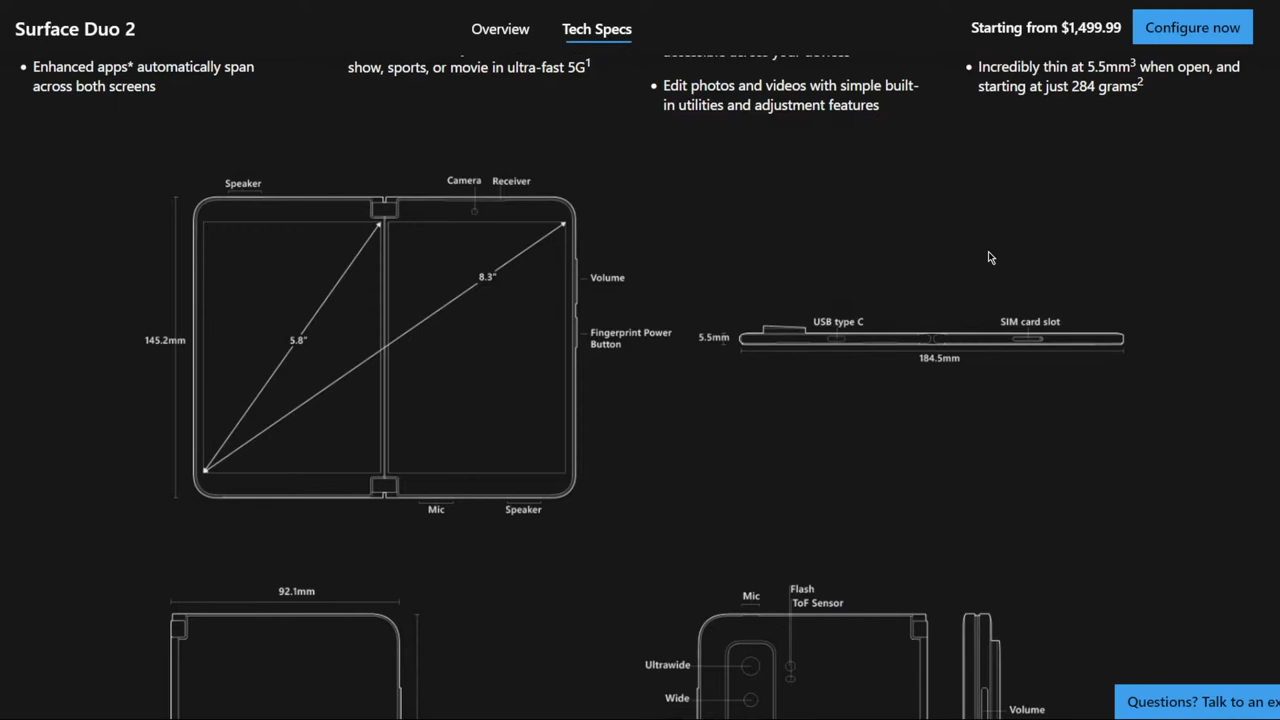 Surface Duo 2
Overview
Tech Specs
Starting from $1,499.99
Configure now
• Enhanced apps* automatically span
across both screens
show, sports, or movie in ultra-fast 5G¹
accessible across your devices
• Edit photos and videos with simple built-
in utilities and adjustment features
• Incredibly thin at 5.5mm³ when open, and
starting at just 284 grams²
Speaker
Camera
Receiver
8.3"
Volume
145.2mm
5.8"
Fingerprint Power
Button
Mic
Speaker
USB type C
SIM card slot
5.5mm
184.5mm
92.1mm
Flash
Mic
ToF Sensor
Ultrawide
Wide
Volume
Questions? Talk to an ex